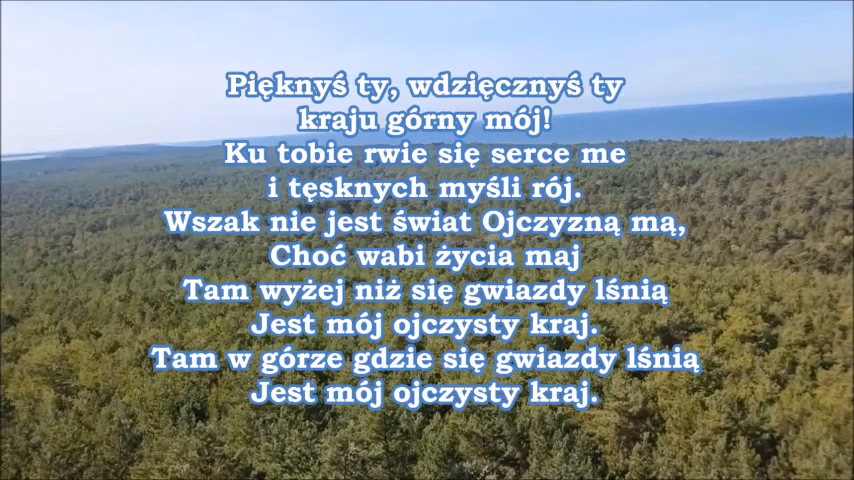 Pięknyś ty, wdzięcznyś ty
kraju górny mój!
Ku tobie rwie się serce me
i tęsknych myśli rój.
Wszak nie jest świat Ojczyzną mą,
Choć wabi życia maj
Tam wyżej niż się gwiazdy lśnią
Jest mój ojczysty kraj.
Tam w górze gdzie się gwiazdy lśnią
Jest mój ojczysty kraj.